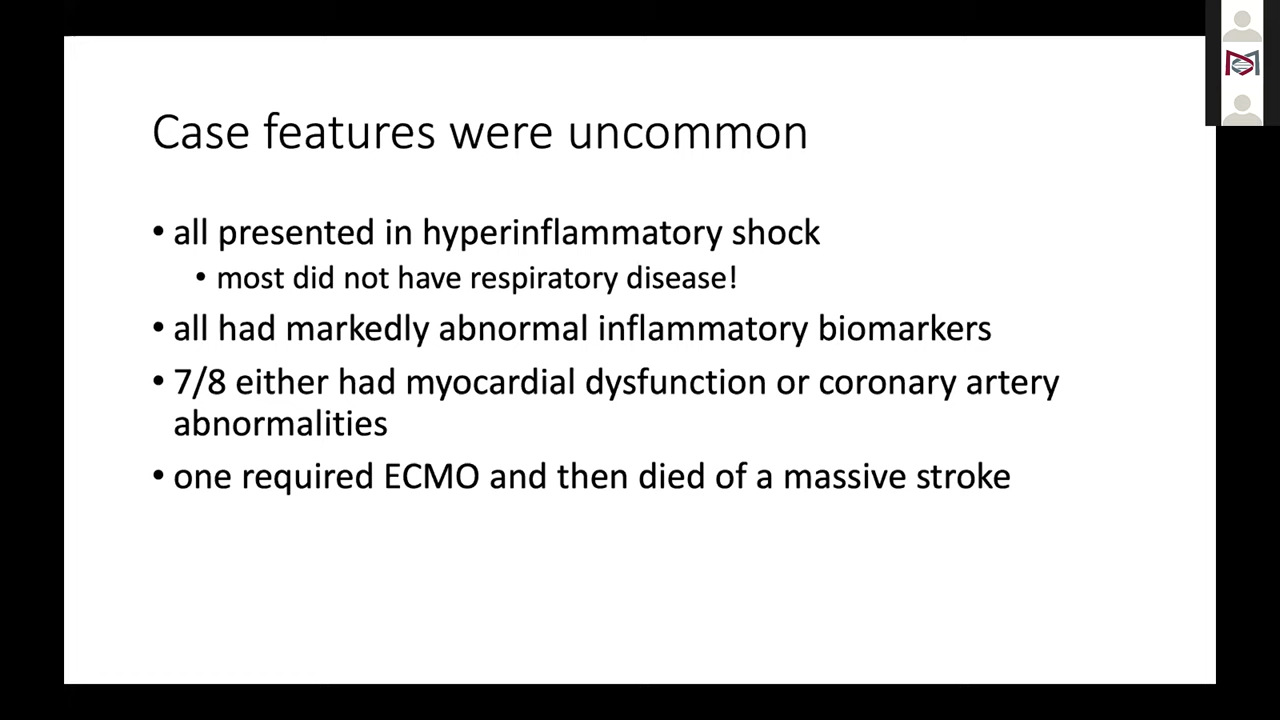 Case features were uncommon
• all presented in hyperinflammatory shock
• most did not have respiratory disease!
• all had markedly abnormal inflammatory biomarkers
• 7/8 either had myocardial dysfunction or coronary artery
abnormalities
• one required ECMO and then died of a massive stroke